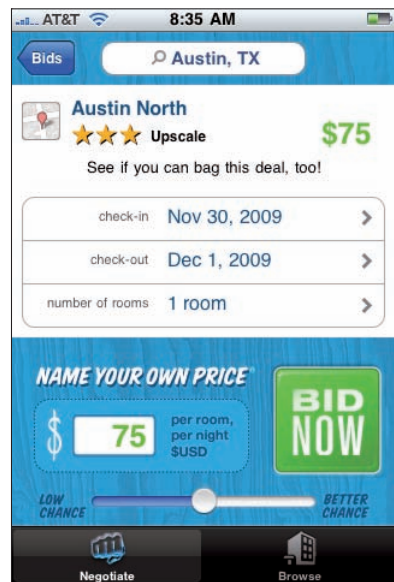 AT&T 8:35 AM
Bids Austin, TX
Austin North
Upscale $75
See if you can bag this deal, too!
check-in Nov 30, 2009
check-out Dec 1, 2009
number of rooms 1 room
NAME YOUR OWN PRICE®
$ 75 per room,
per night
$USD
BID
NOW
LOW
CHANCE
BETTER
CHANCE
Negotiate Browse